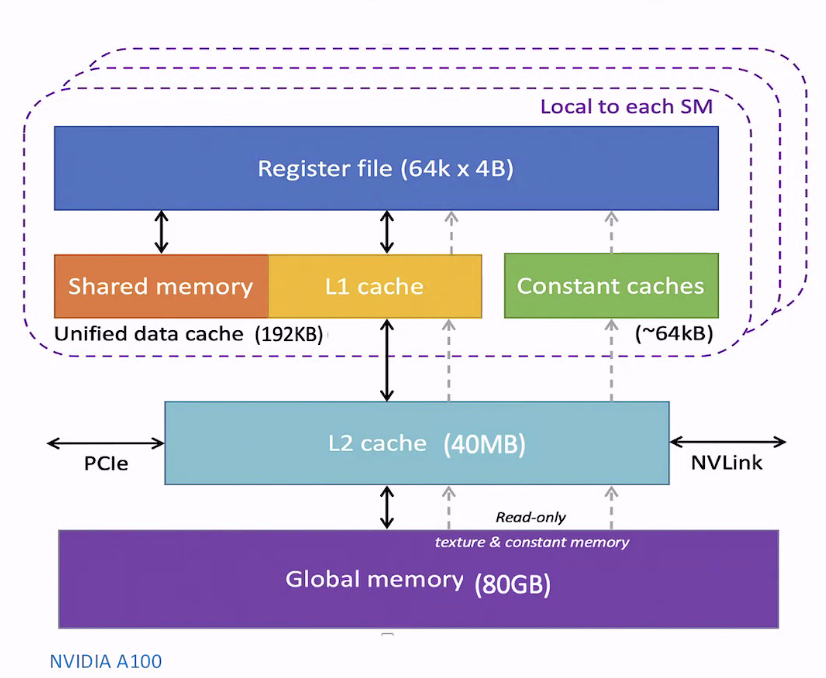 Local to each SM
Register file (64k x 4B)
Shared memory
L1 cache
Constant caches
Unified data cache (192KB)
(~64kB)
L2 cache (40MB)
PCIe
NVLink
Read-only
texture & constant memory
Global memory (80GB)
NVIDIA A100